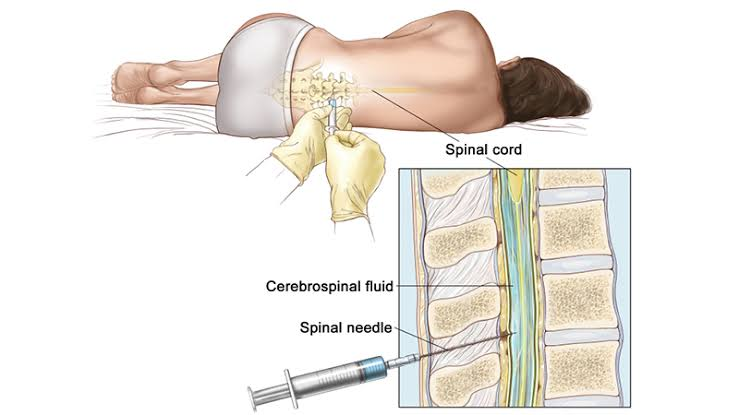 Spinal cord
Cerebrospinal fluid
Spinal needle